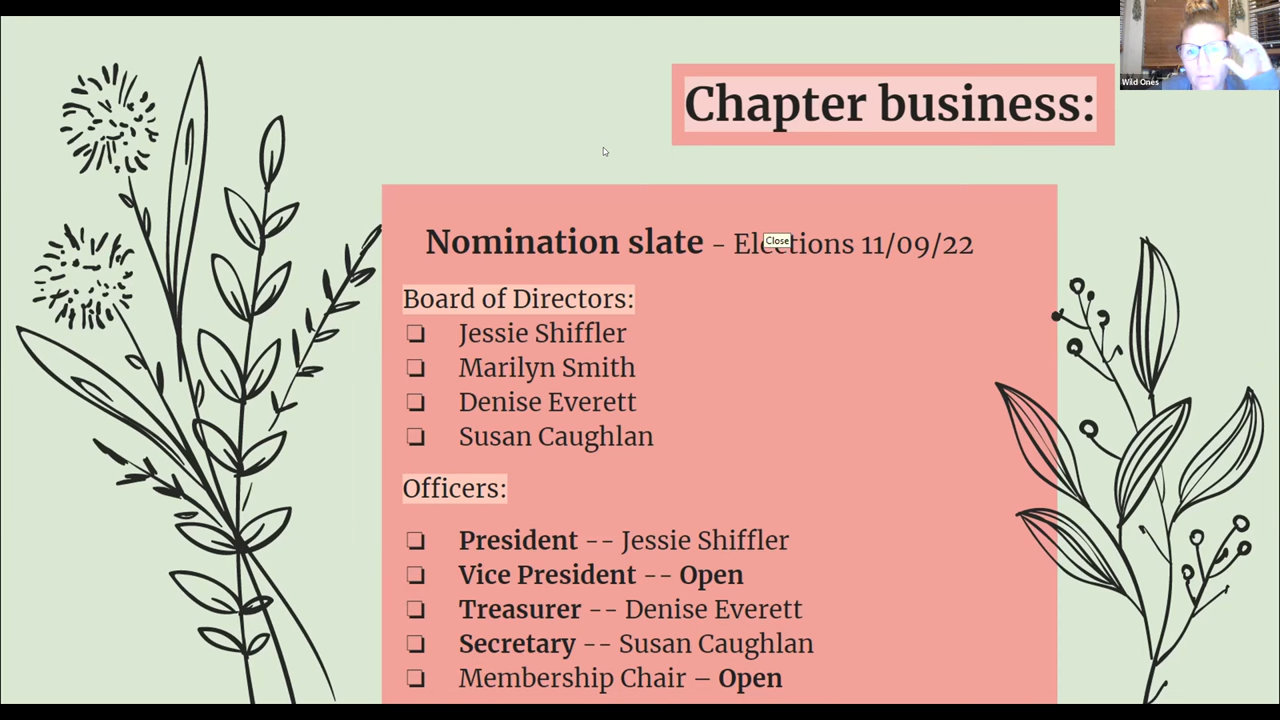 Chapter business:
Wild Ones
Nomination slate - Elections 11/09/22
Close
Board of Directors:
❏ Jessie Shiffler
❏ Marilyn Smith
❏ Denise Everett
❏ Susan Caughlan
Officers:
❏ President -- Jessie Shiffler
❏ Vice President -- Open
❏ Treasurer -- Denise Everett
❏ Secretary -- Susan Caughlan
❏ Membership Chair – Open